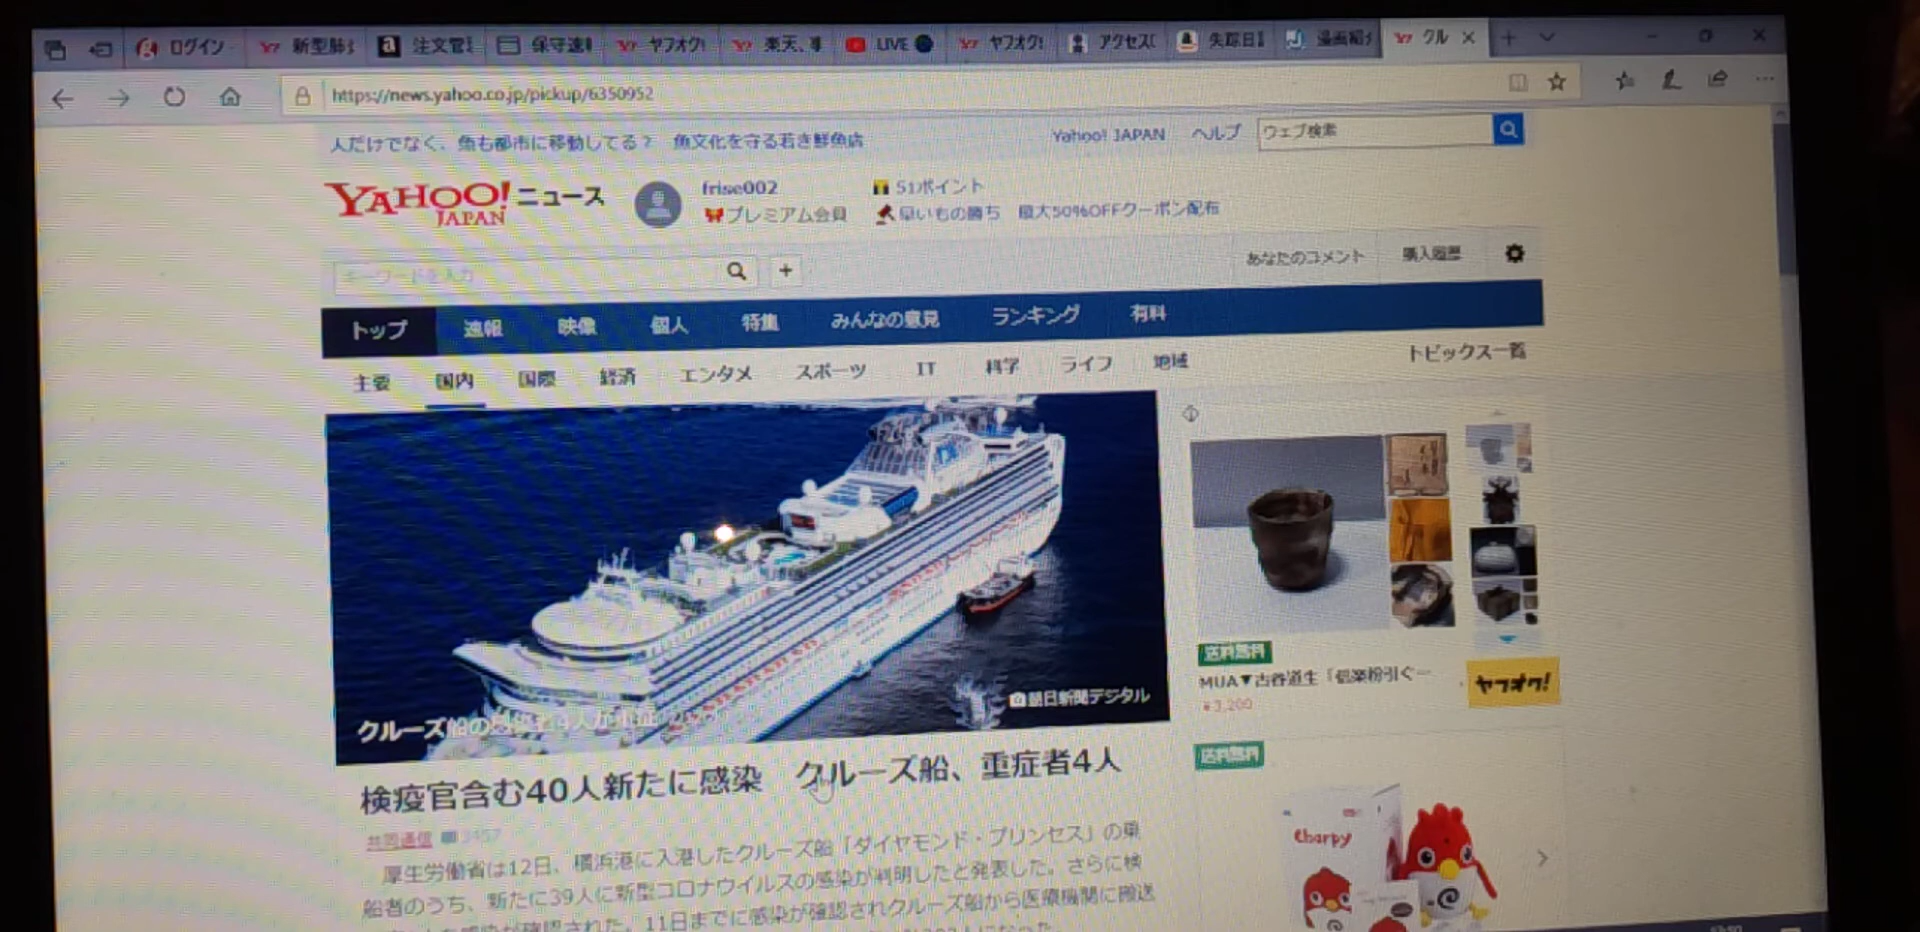 ログイン
新型肺
注文管
保守速
ヤフオク!
楽天、
LIVE
ヤフオク!
アクセス
失踪日
漫画紹
クル
https://news.yahoo.co.jp/pickup/6350952
人だけでなく、魚も都市に移動してる? 魚文化を守る若き鮮魚店
Yahoo! JAPAN
ヘルプ
ウェブ検索
YAHOO!ニュース
JAPAN
frise002
51ポイント
プレミアム会員
早いもの勝ち 最大50%OFFクーポン配布
キーワードを入力
+
あなたのコメント
購入履歴
トップ 速報 映像 個人 特集 みんなの意見 ランキング 有料
主要 国内 国際 経済 エンタメ スポーツ IT 科学 ライフ 地域
トピックス一覧
クルーズ船の感染者4人が重症
朝日新聞デジタル
検疫官含む40人新たに感染 クルーズ船、重症者4人
共同通信 3457
厚生労働省は12日、横浜港に入港したクルーズ船「ダイヤモンド・プリンセス」の乗
船者のうち、新たに39人に新型コロナウイルスの感染が判明したと発表した。さらに検
感染が確認された。11日までに感染が確認されクルーズ船から医療機関に搬送
送料無料
MUA▼古谷道生「信楽粉引ぐ一
¥3,200
ヤフオク!
送料無料
Charpy